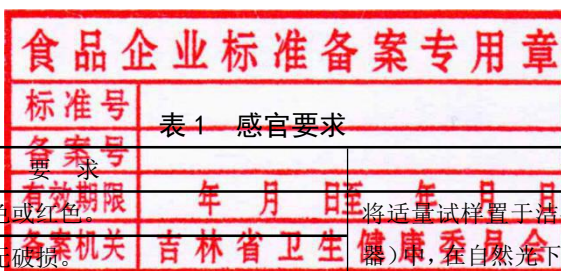 食品企业标准备案专用章
标准号
表1 感官要求
备案号
要 求
有效期限 年 月 日至 年 月 日
色或红色。
将适量试样置于洁
备案机关 吉林省卫生健康委员会
无破损。
器)中,在自然光下